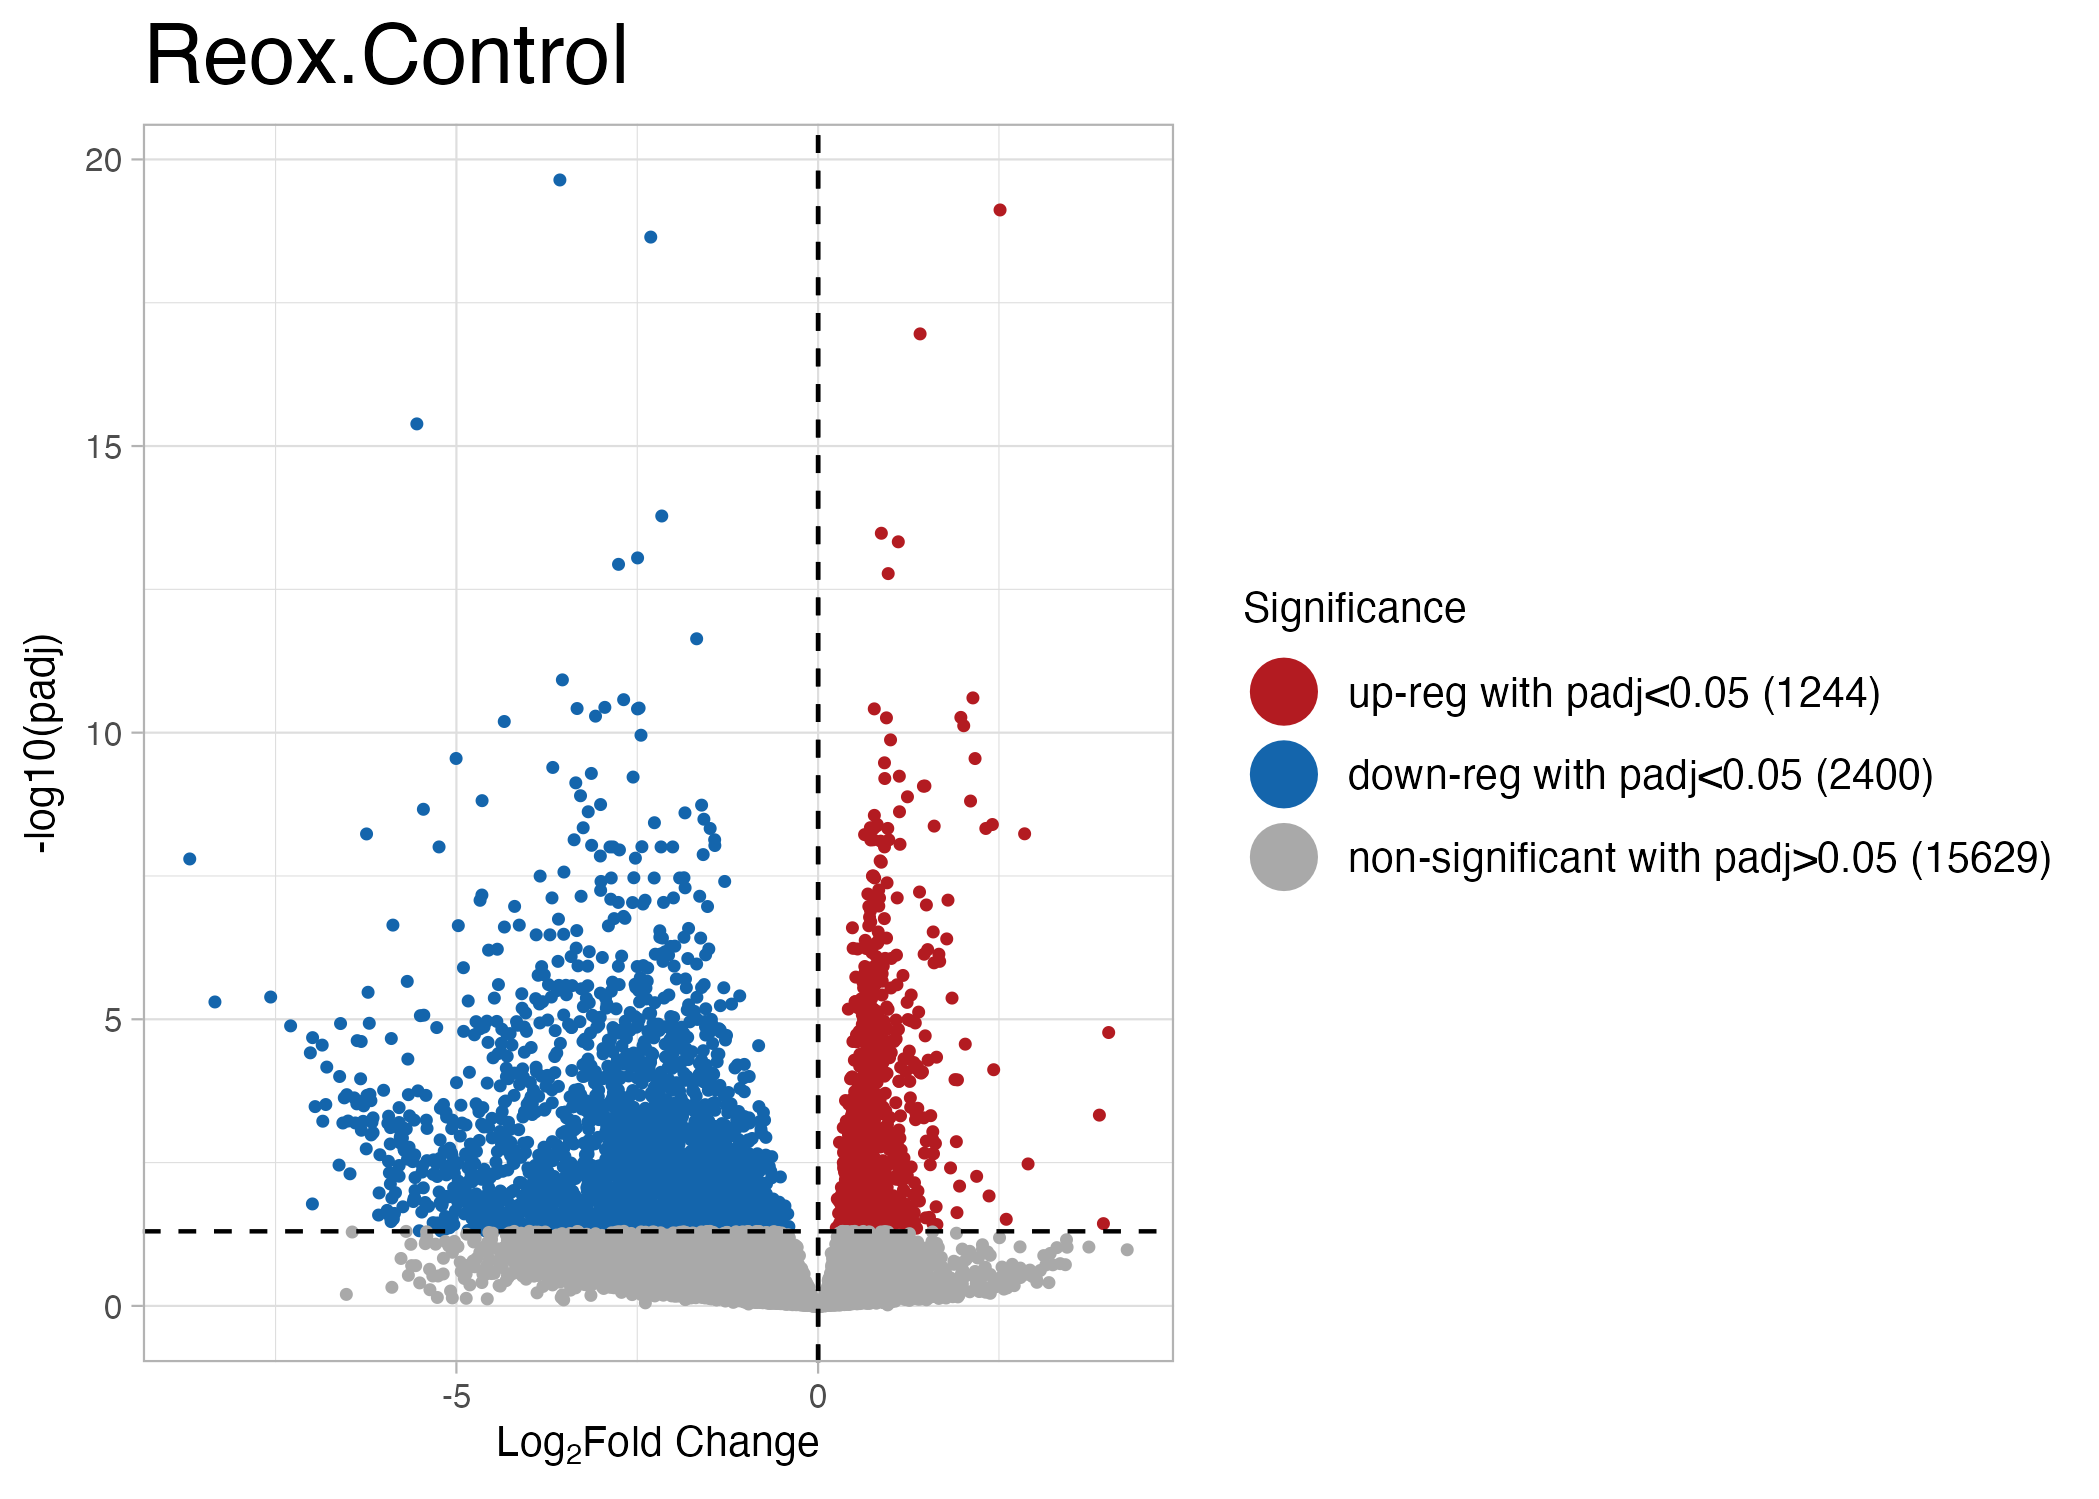 Reox.Control
20
15
10
5
0
-log10(padj)
-5
0
Log₂Fold Change
Significance
up-reg with padj<0.05 (1244)
down-reg with padj<0.05 (2400)
non-significant with padj>0.05 (15629)